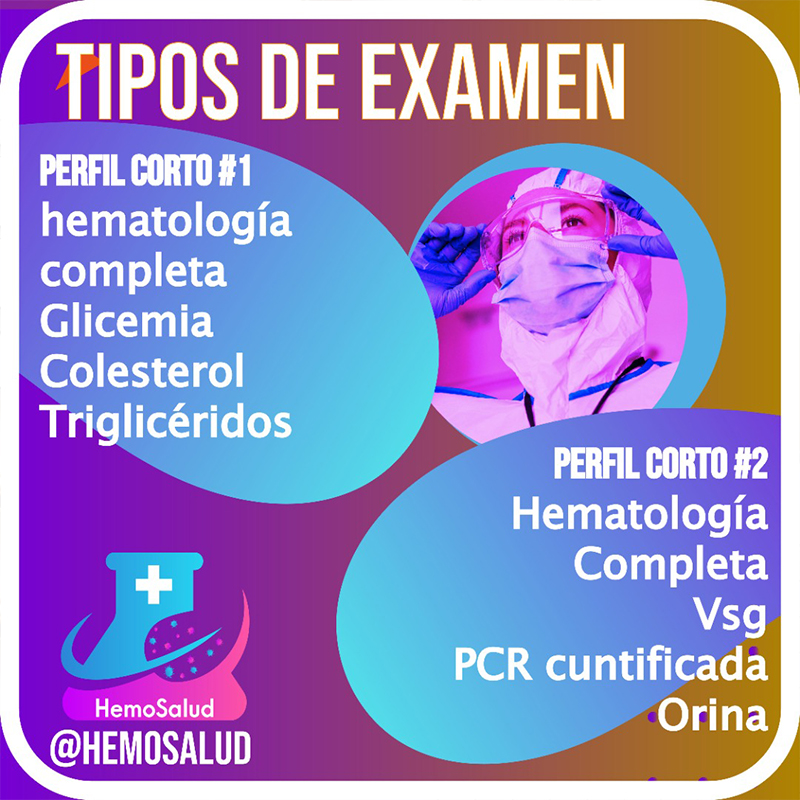 TIPOS DE EXAMEN
PERFIL CORTO #1
hematología
completa
Glicemia
Colesterol
Triglicéridos
PERFIL CORTO #2
Hematología
Completa
Vsg
PCR cuntificada
Orina
HemoSalud
@HEMOSALUD